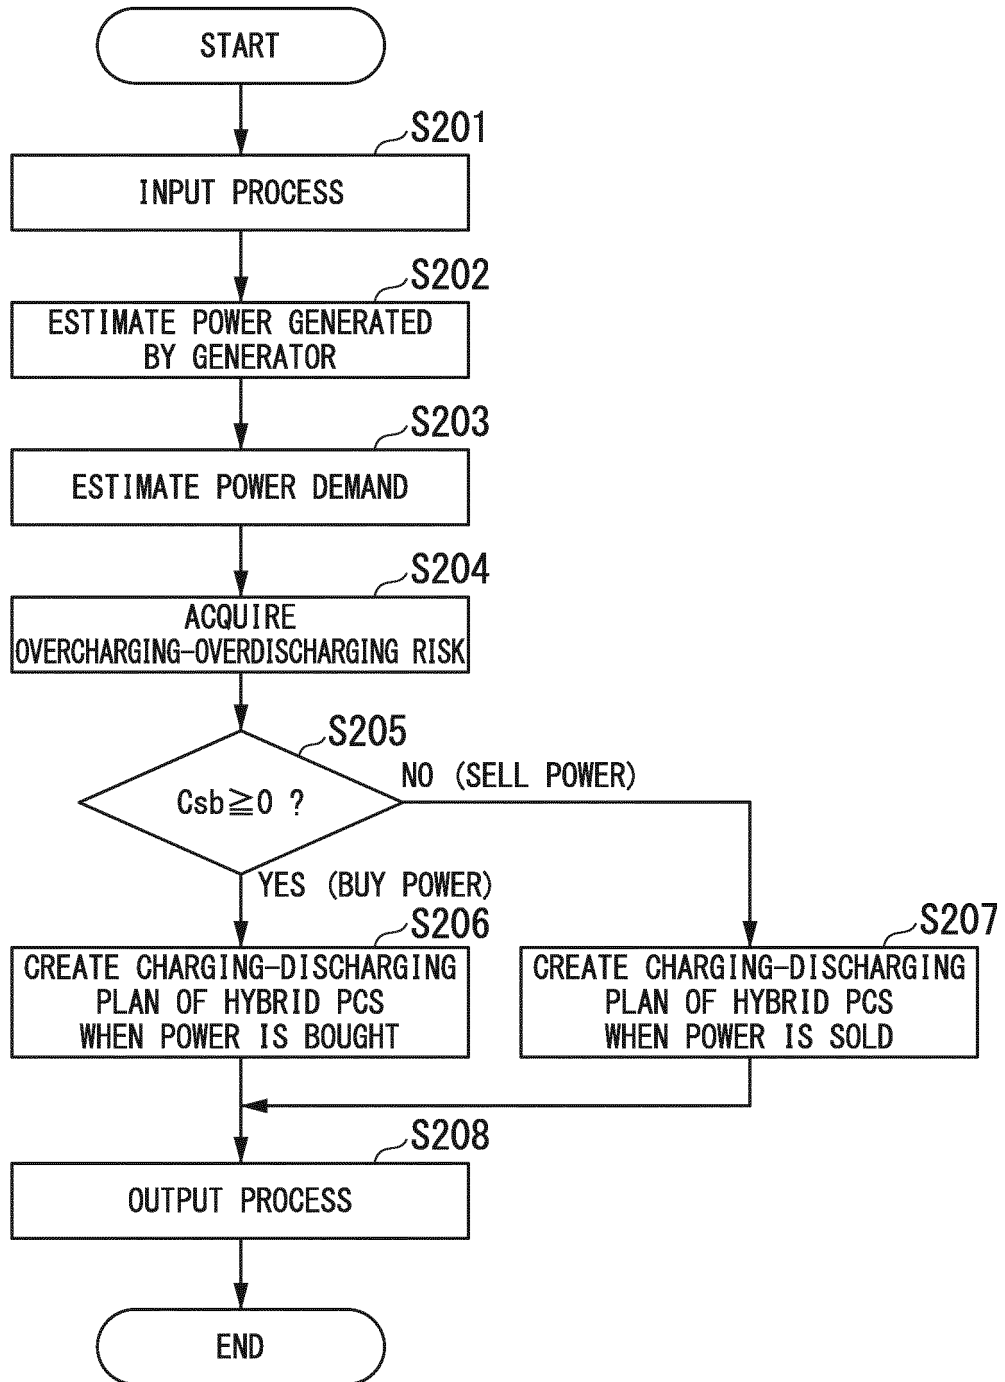 START
S201
INPUT PROCESS
S202
ESTIMATE POWER GENERATED
BY GENERATOR
S203
ESTIMATE POWER DEMAND
S204
ACQUIRE
OVERCHARGING-OVERDISCHARGING RISK
S205
Csb≧0 ?
NO (SELL POWER)
YES (BUY POWER)
S206
CREATE CHARGING-DISCHARGING
PLAN OF HYBRID PCS
WHEN POWER IS BOUGHT
S207
CREATE CHARGING-DISCHARGING
PLAN OF HYBRID PCS
WHEN POWER IS SOLD
S208
OUTPUT PROCESS
END